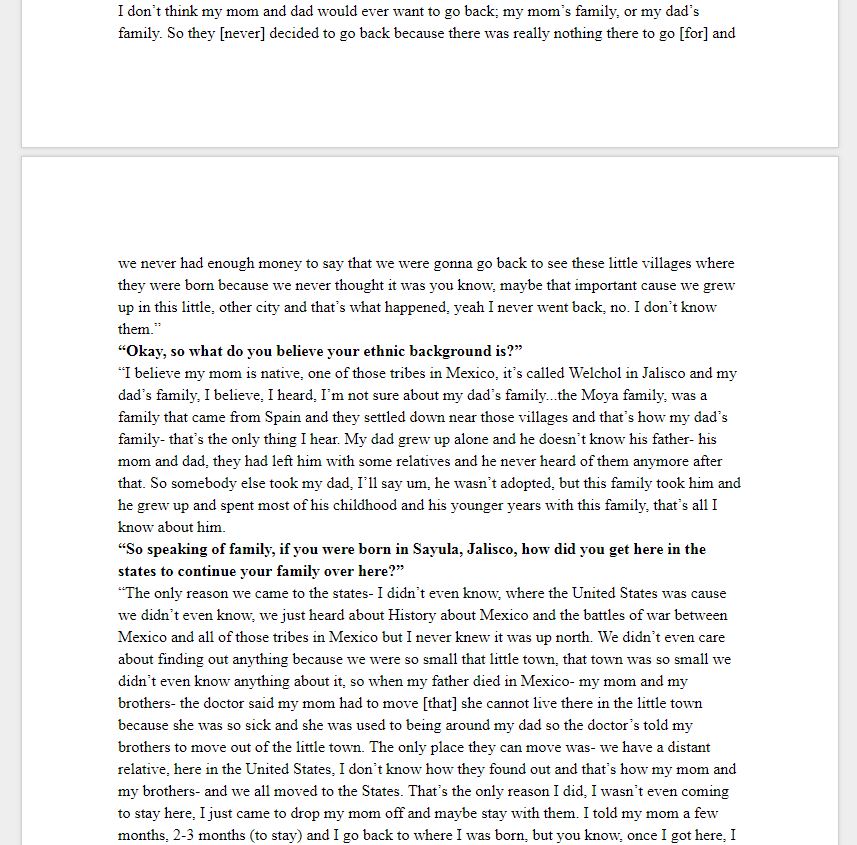 I don’t think my mom and dad would ever want to go back; my mom’s family, or my dad’s
family. So they [never] decided to go back because there was really nothing there to go [for] and
we never had enough money to say that we were gonna go back to see these little villages where
they were born because we never thought it was you know, maybe that important cause we grew
up in this little, other city and that’s what happened, yeah I never went back, no. I don’t know
them.”
“Okay, so what do you believe your ethnic background is?”
“I believe my mom is native, one of those tribes in Mexico, it’s called Welchol in Jalisco and my
dad’s family, I believe, I heard, I’m not sure about my dad’s family...the Moya family, was a
family that came from Spain and they settled down near those villages and that’s how my dad’s
family- that’s the only thing I hear. My dad grew up alone and he doesn’t know his father- his
mom and dad, they had left him with some relatives and he never heard of them anymore after
that. So somebody else took my dad, I’ll say um, he wasn’t adopted, but this family took him and
he grew up and spent most of his childhood and his younger years with this family, that’s all I
know about him.
“So speaking of family, if you were born in Sayula, Jalisco, how did you get here in the
states to continue your family over here?”
“The only reason we came to the states- I didn’t even know, where the United States was cause
we didn’t even know, we just heard about History about Mexico and the battles of war between
Mexico and all of those tribes in Mexico but I never knew it was up north. We didn’t even care
about finding out anything because we were so small that little town, that town was so small we
didn’t even know anything about it, so when my father died in Mexico- my mom and my
brothers- the doctor said my mom had to move [that] she cannot live there in the little town
because she was so sick and she was used to being around my dad so the doctor’s told my
brothers to move out of the little town. The only place they can move was- we have a distant
relative, here in the United States, I don’t know how they found out and that’s how my mom and
my brothers- and we all moved to the States. That’s the only reason I did, I wasn’t even coming
to stay here, I just came to drop my mom off and maybe stay with them. I told my mom a few
months, 2-3 months (to stay) and I go back to where I was born, but you know, once I got here, I